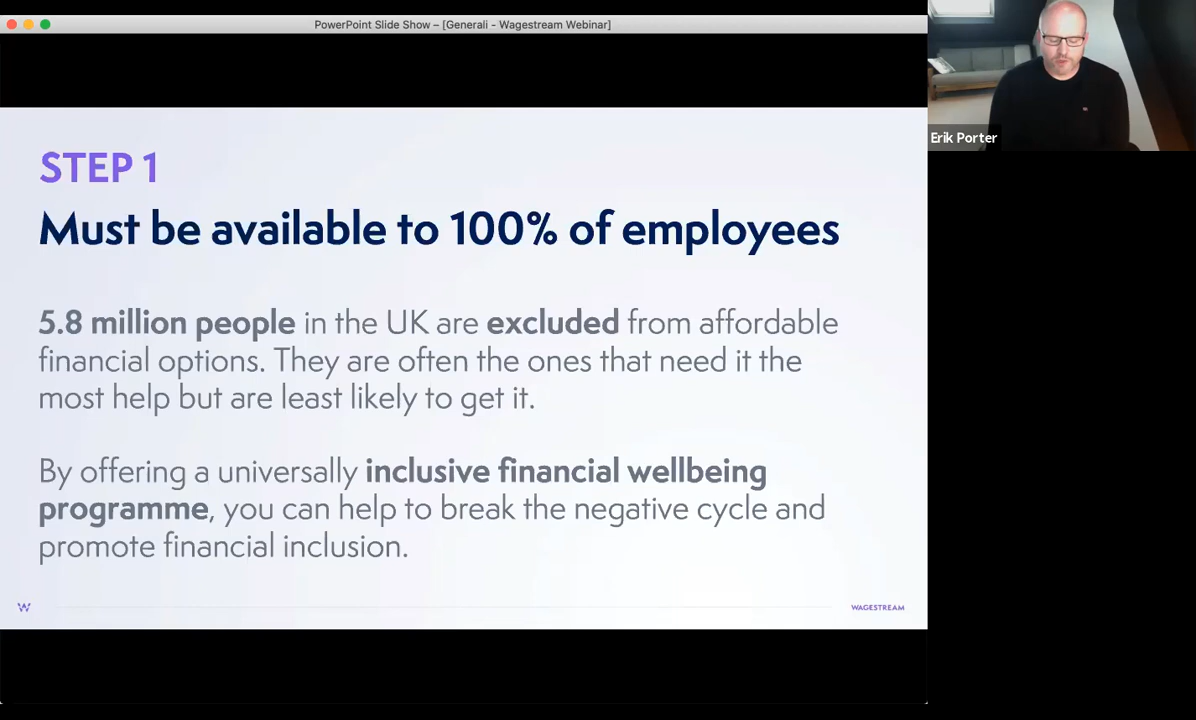 PowerPoint Slide Show – [Generali - Wagestream Webinar]
Erik Porter
STEP 1
Must be available to 100% of employees
5.8 million people in the UK are excluded from affordable
financial options. They are often the ones that need it the
most help but are least likely to get it.
By offering a universally inclusive financial wellbeing
programme, you can help to break the negative cycle and
promote financial inclusion.
W
WAGESTREAM